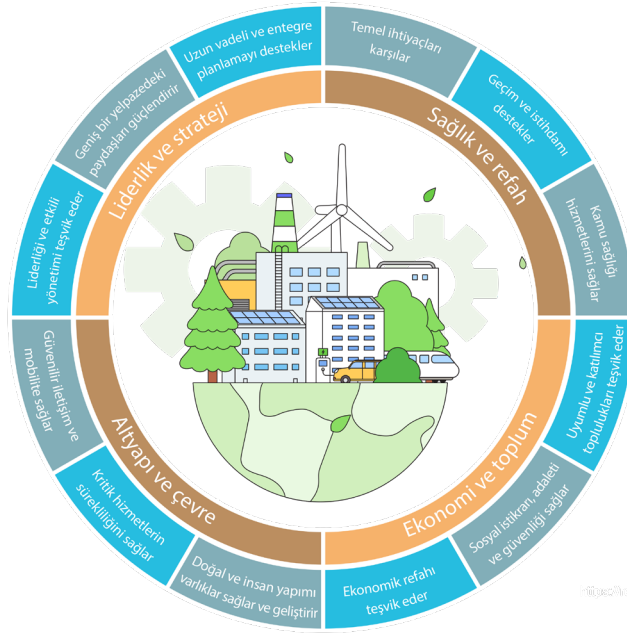 Temel ihtiyaçları
karşılar
Geçim ve istihdamı
destekler
Kamu sağlığı
hizmetlerini sağlar
Uyumlu ve katılımcı
toplulukları teşvik eder
Sosyal istikrarı, adaleti
ve güvenliği sağlar
Ekonomik refahı
teşvik eder
Doğal ve insan yapımı
varlıklar sağlar ve geliştirir
Kritik hizmetlerin
sürekliliğini sağlar
Güvenilir iletişim ve
mobilite sağlar
Liderliği ve etkili
yönetimi teşvik eder
Geniş bir yelpazedeki
paydaşları güçlendirir
Uzun vadeli ve entegre
planlamayı destekler
Sağlık ve refah
Ekonomi ve toplum
Altyapı ve çevre
Liderlik ve strateji